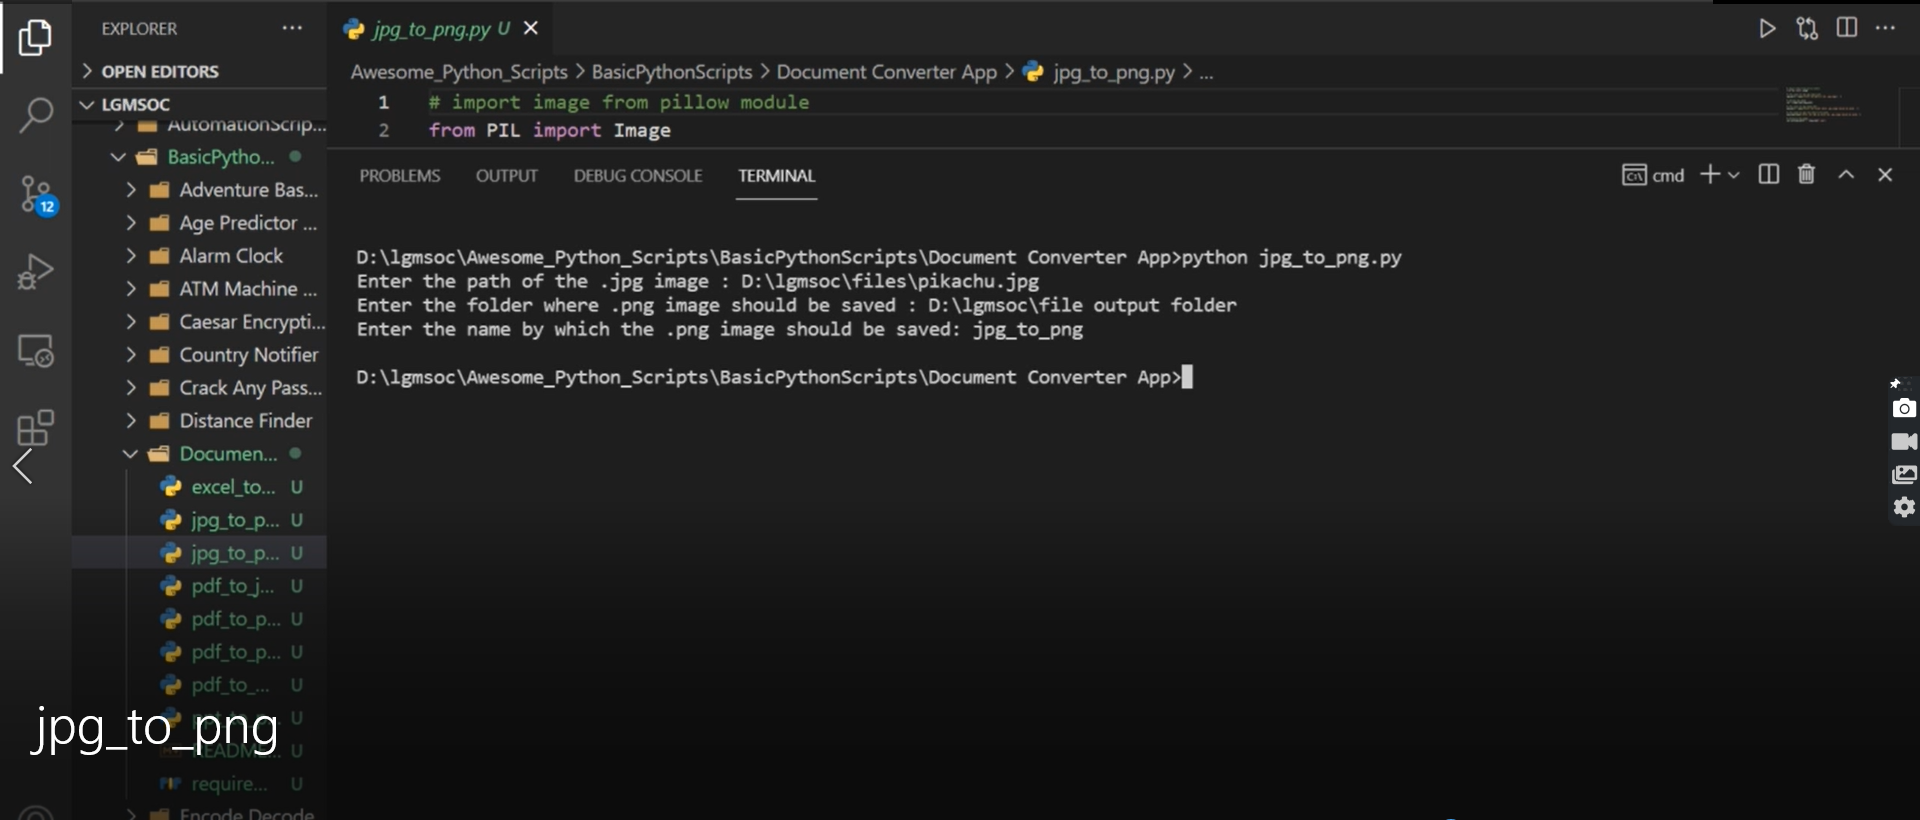 EXPLORER
OPEN EDITORS
LGMSOC
AutomationScrip...
BasicPytho...
Adventure Bas...
Age Predictor ...
Alarm Clock
ATM Machine ...
Caesar Encrypti...
Country Notifier
Crack Any Pass...
Distance Finder
Documen...
excel_to... U
jpg_to_p... U
jpg_to_p... U
pdf_to_j... U
pdf_to_p... U
pdf_to_p... U
pdf_to_... U
U
README... U
require... U
Encode Decode
12
jpg_to_png.py U
Awesome_Python_Scripts > BasicPythonScripts > Document Converter App > jpg_to_png.py > ...
1 # import image from pillow module
2 from PIL import Image
PROBLEMS OUTPUT DEBUG CONSOLE TERMINAL
cmd
D:\lgmsoc\Awesome_Python_Scripts\BasicPythonScripts\Document Converter App>python jpg_to_png.py
Enter the path of the .jpg image : D:\lgmsoc\files\pikachu.jpg
Enter the folder where .png image should be saved : D:\lgmsoc\file output folder
Enter the name by which the .png image should be saved: jpg_to_png
D:\lgmsoc\Awesome_Python_Scripts\BasicPythonScripts\Document Converter App>
jpg_to_png